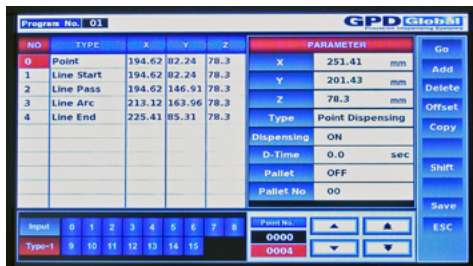 Program No. 01
GPD Global
Precision Dispensing Systems
NO TYPE X Y Z
0 Point 194.62 82.24 78.3
1 Line Start 194.62 82.24 78.3
2 Line Pass 194.62 146.91 78.3
3 Line Arc 213.12 163.96 78.3
4 Line End 225.41 85.31 78.3
PARAMETER
X 251.41 mm
Y 201.43 mm
Z 78.3 mm
Type Point Dispensing
Dispensing ON
D-Time 0.0 sec
Pallet OFF
Pallet No 00
Go
Add
Delete
Offset
Copy
Shift
Save
ESC
Input 0 1 2 3 4 5 6 7 8
Type-1 9 10 11 12 13 14 15
Point No.
0000
0004